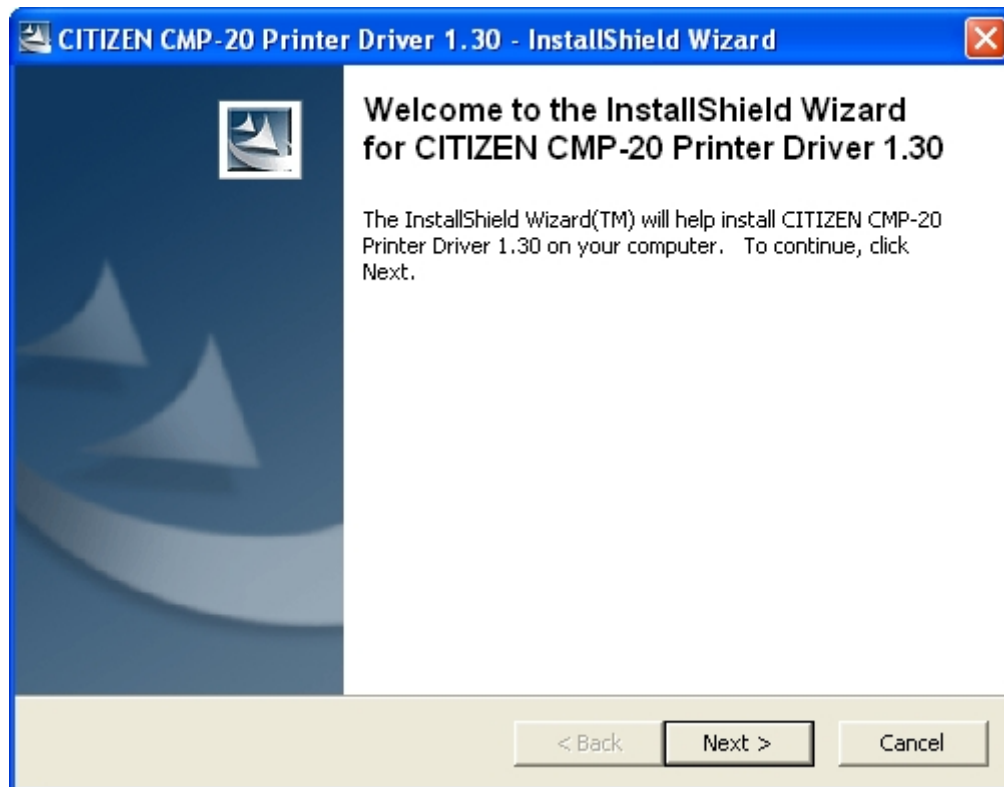 CITIZEN CMP-20 Printer Driver 1.30 - InstallShield Wizard
Welcome to the InstallShield Wizard
for CITIZEN CMP-20 Printer Driver 1.30
The InstallShield Wizard(TM) will help install CITIZEN CMP-20
Printer Driver 1.30 on your computer.   To continue, click
Next.
< Back
Next >
Cancel